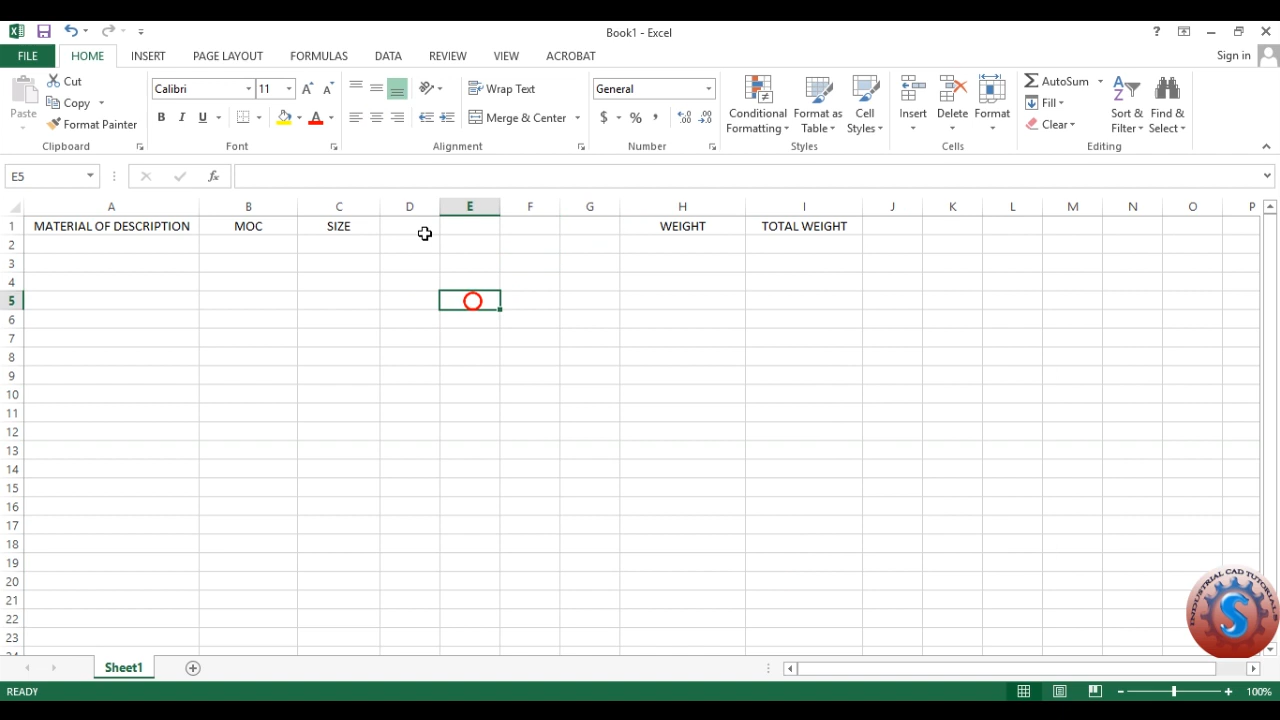 Book1 - Excel
?
FILE HOME INSERT PAGE LAYOUT FORMULAS DATA REVIEW VIEW ACROBAT Sign in
Paste
Cut
Copy
Format Painter
Clipboard
Calibri 11
B I U
Font
Wrap Text
Merge & Center
Alignment
General
$ % ,
Number
Conditional Formatting
Format as Table
Cell Styles
Styles
Insert
Delete
Format
Cells
AutoSum
Fill
Clear
Sort & Filter
Find & Select
Editing
E5 fx
A B C D E F G H I J K L M N O P
1 MATERIAL OF DESCRIPTION MOC SIZE WEIGHT TOTAL WEIGHT
2
3
4
5
6
7
8
9
10
11
12
13
14
15
16
17
18
19
20
21
22
23
INDUSTRIAL CAD TUTORIALS
S
Sheet1
READY 100%